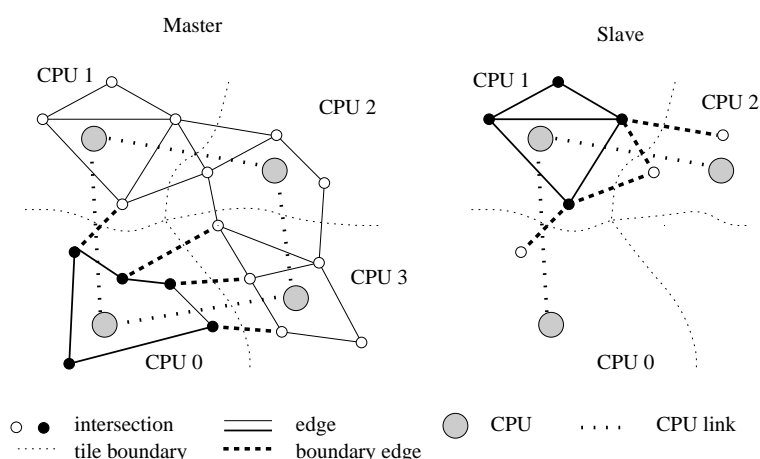 Master
Slave
CPU 1
CPU 2
CPU 3
CPU 0
CPU 1
CPU 2
CPU 0
intersection
edge
CPU
CPU link
tile boundary
boundary edge